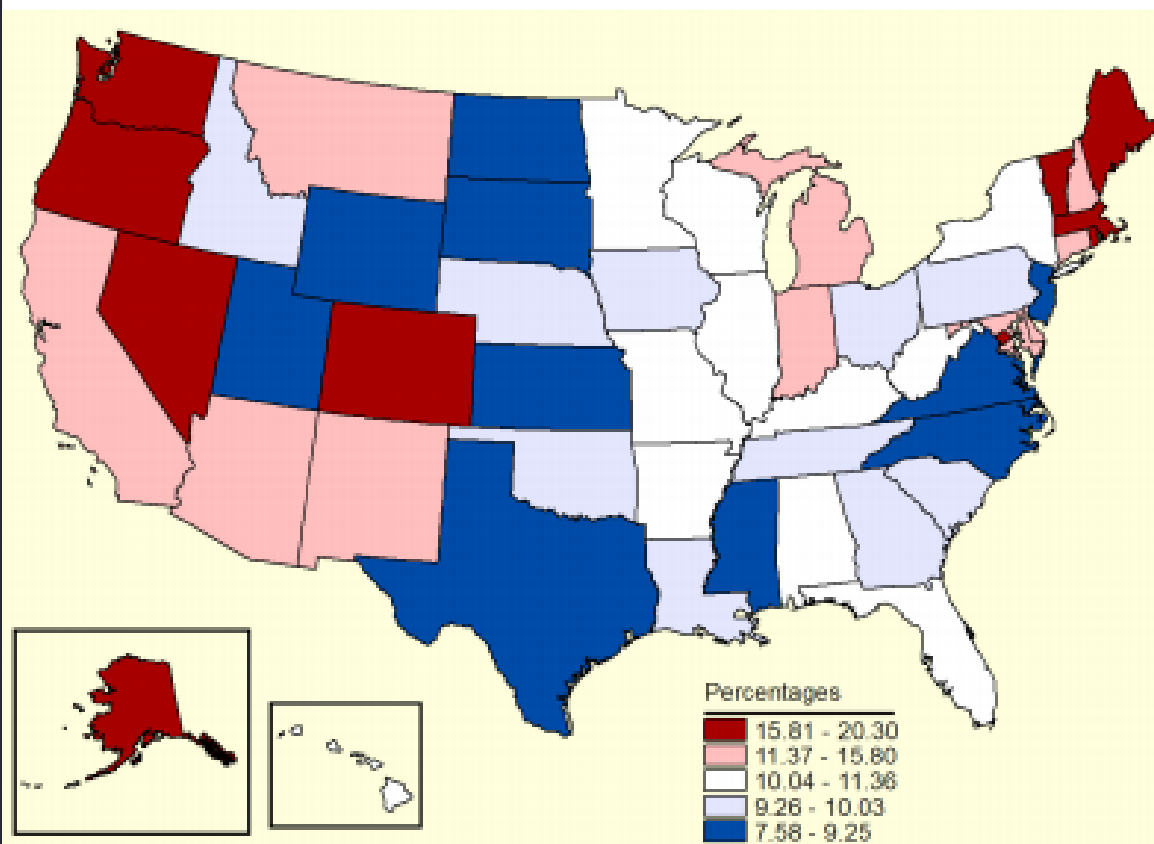 Percentages
15.81 - 20.30
11.37 - 15.80
10.04 - 11.36
9.26 - 10.03
7.58 - 9.25